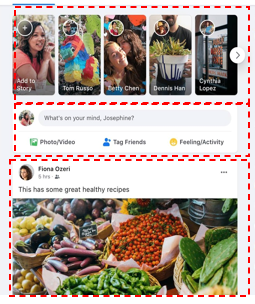 Add to
Story
Tom Russo
Betty Chen
Dennis Han
Cynthia
Lopez
What's on your mind, Josephine?
Photo/Video
Tag Friends
Feeling/Activity
Fiona Ozeri
5 hrs ·
This has some great healthy recipes